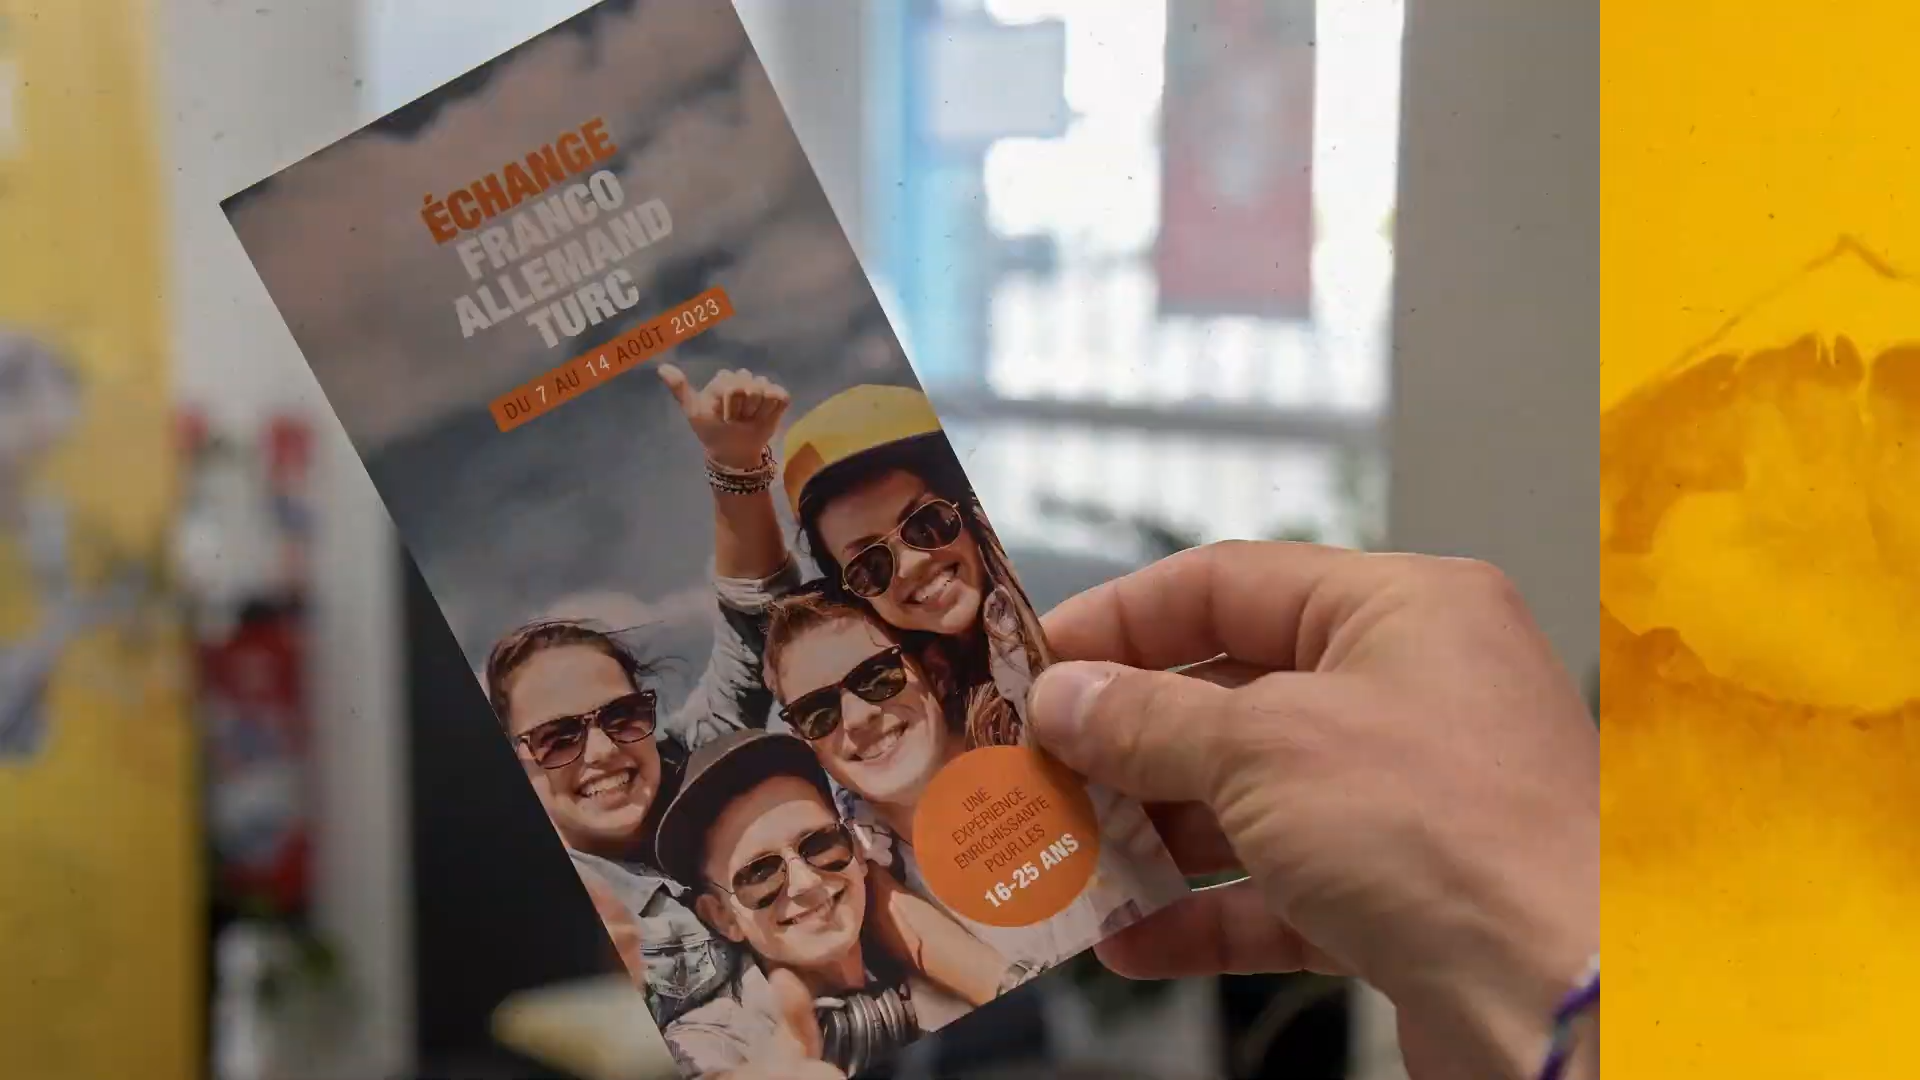 ÉCHANGE
FRANCO
ALLEMAND
TURC
DU 7 AU 14 AOÛT 2023
UNE
EXPÉRIENCE
ENRICHISSANTE
POUR LES
16-25 ANS